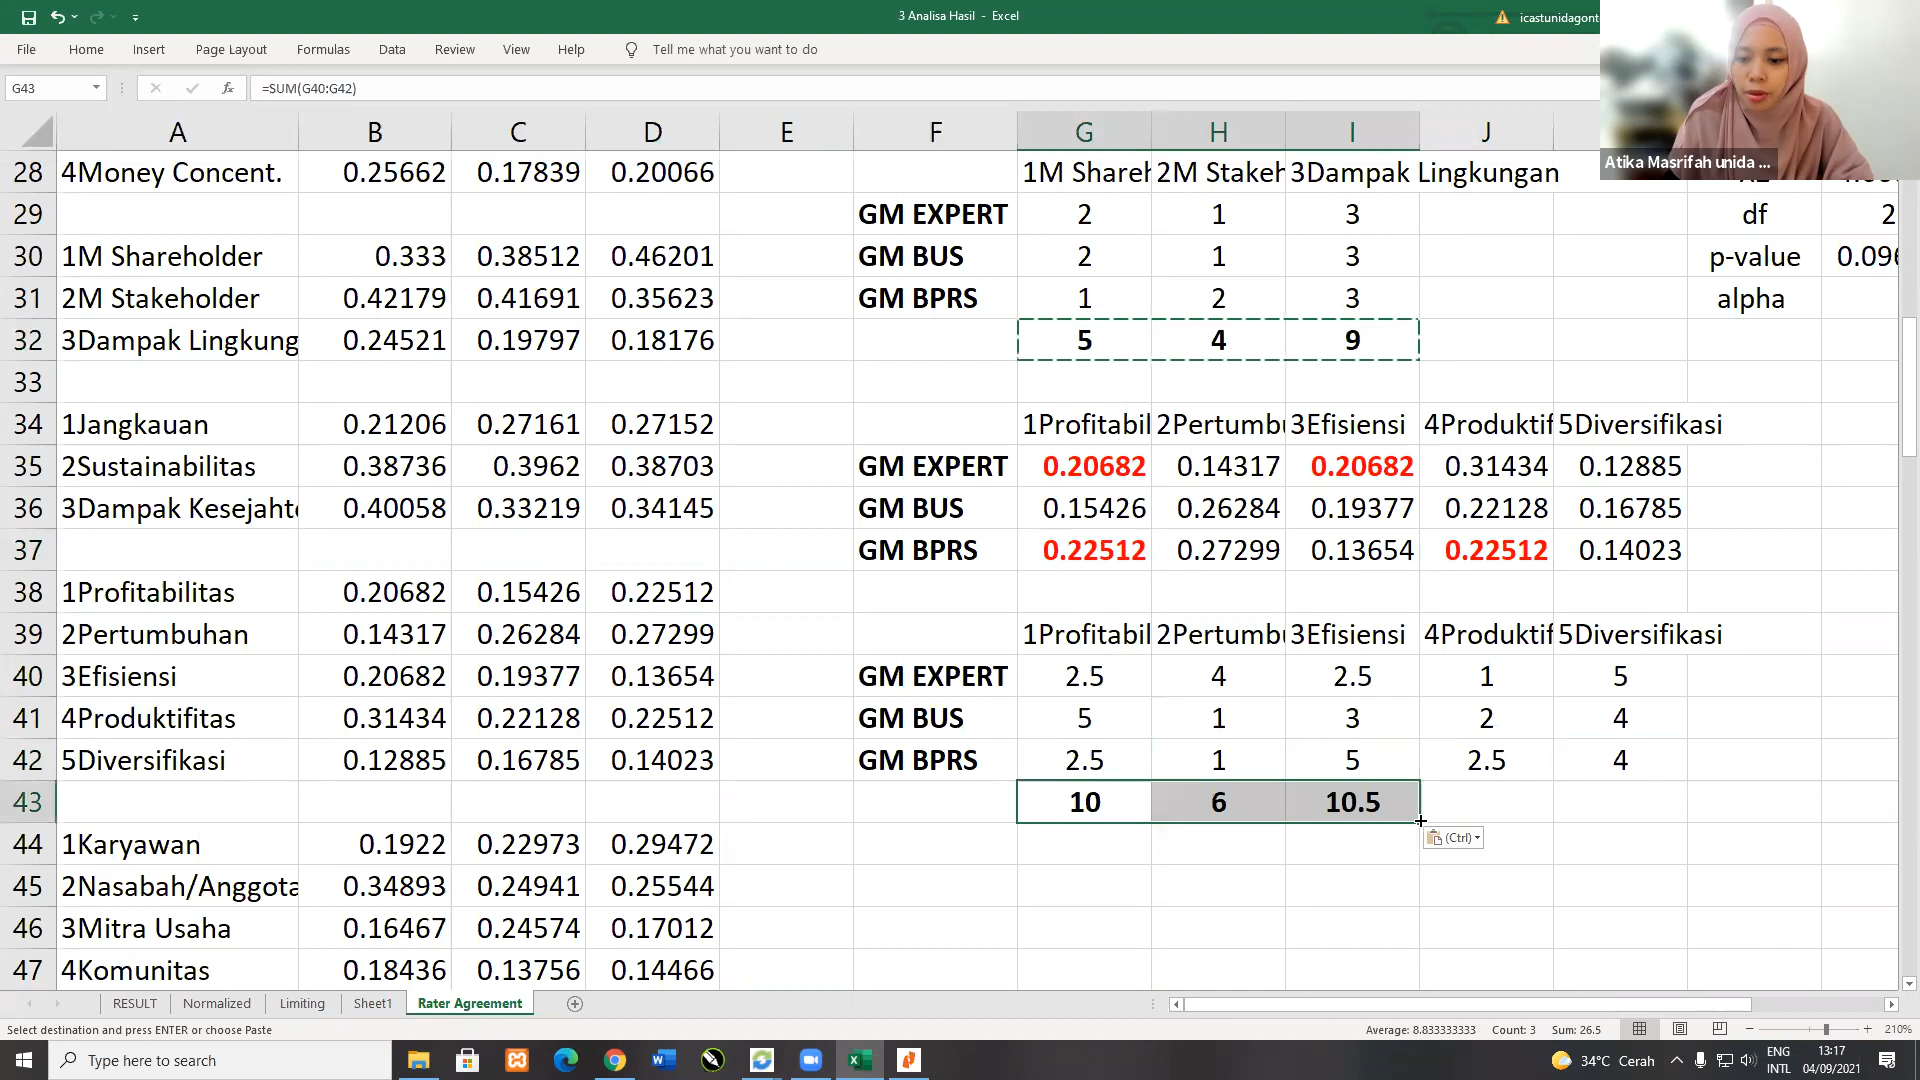 3 Analisa Hasil - Excel
icastunidagont
File Home Insert Page Layout Formulas Data Review View Help Tell me what you want to do
G43 fx =SUM(G40:G42)
Atika Masrifah unida ...
A B C D E F G H I J
28 4Money Concent. 0.25662 0.17839 0.20066 1M Shareh 2M Stakeh 3Dampak Lingkungan
29 GM EXPERT 2 1 3 df 2
30 1M Shareholder 0.333 0.38512 0.46201 GM BUS 2 1 3 p-value 0.096
31 2M Stakeholder 0.42179 0.41691 0.35623 GM BPRS 1 2 3 alpha
32 3Dampak Lingkung 0.24521 0.19797 0.18176 5 4 9
33
34 1Jangkauan 0.21206 0.27161 0.27152 1Profitabil 2Pertumbu 3Efisiensi 4Produktif 5Diversifikasi
35 2Sustainabilitas 0.38736 0.3962 0.38703 GM EXPERT 0.20682 0.14317 0.20682 0.31434 0.12885
36 3Dampak Kesejahte 0.40058 0.33219 0.34145 GM BUS 0.15426 0.26284 0.19377 0.22128 0.16785
37 GM BPRS 0.22512 0.27299 0.13654 0.22512 0.14023
38 1Profitabilitas 0.20682 0.15426 0.22512
39 2Pertumbuhan 0.14317 0.26284 0.27299 1Profitabil 2Pertumbu 3Efisiensi 4Produktif 5Diversifikasi
40 3Efisiensi 0.20682 0.19377 0.13654 GM EXPERT 2.5 4 2.5 1 5
41 4Produktifitas 0.31434 0.22128 0.22512 GM BUS 5 1 3 2 4
42 5Diversifikasi 0.12885 0.16785 0.14023 GM BPRS 2.5 1 5 2.5 4
43 10 6 10.5
(Ctrl)
44 1Karyawan 0.1922 0.22973 0.29472
45 2Nasabah/Anggota 0.34893 0.24941 0.25544
46 3Mitra Usaha 0.16467 0.24574 0.17012
47 4Komunitas 0.18436 0.13756 0.14466
RESULT Normalized Limiting Sheet1 Rater Agreement
Select destination and press ENTER or choose Paste Average: 8.833333333 Count: 3 Sum: 26.5 210%
Type here to search 34°C Cerah ENG INTL 13:17 04/09/2021